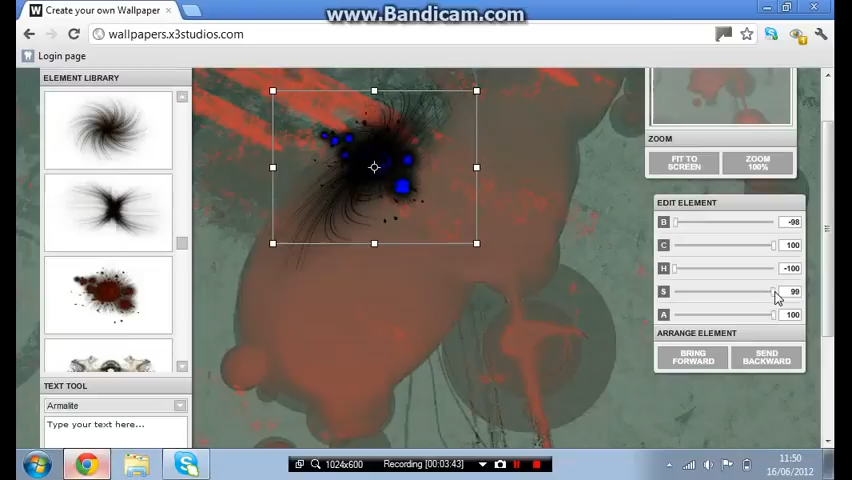 www.Bandicam.com
W Create your own Wallpaper ×
wallpapers.x3studios.com
Login page
ELEMENT LIBRARY
ZOOM
FIT TO SCREEN
ZOOM 100%
EDIT ELEMENT
B -98
C 100
H -100
S 99
A 100
ARRANGE ELEMENT
BRING FORWARD
SEND BACKWARD
TEXT TOOL
Armalite
Type your text here...
1024x600
Recording [00:03:43]
11:50
16/06/2012